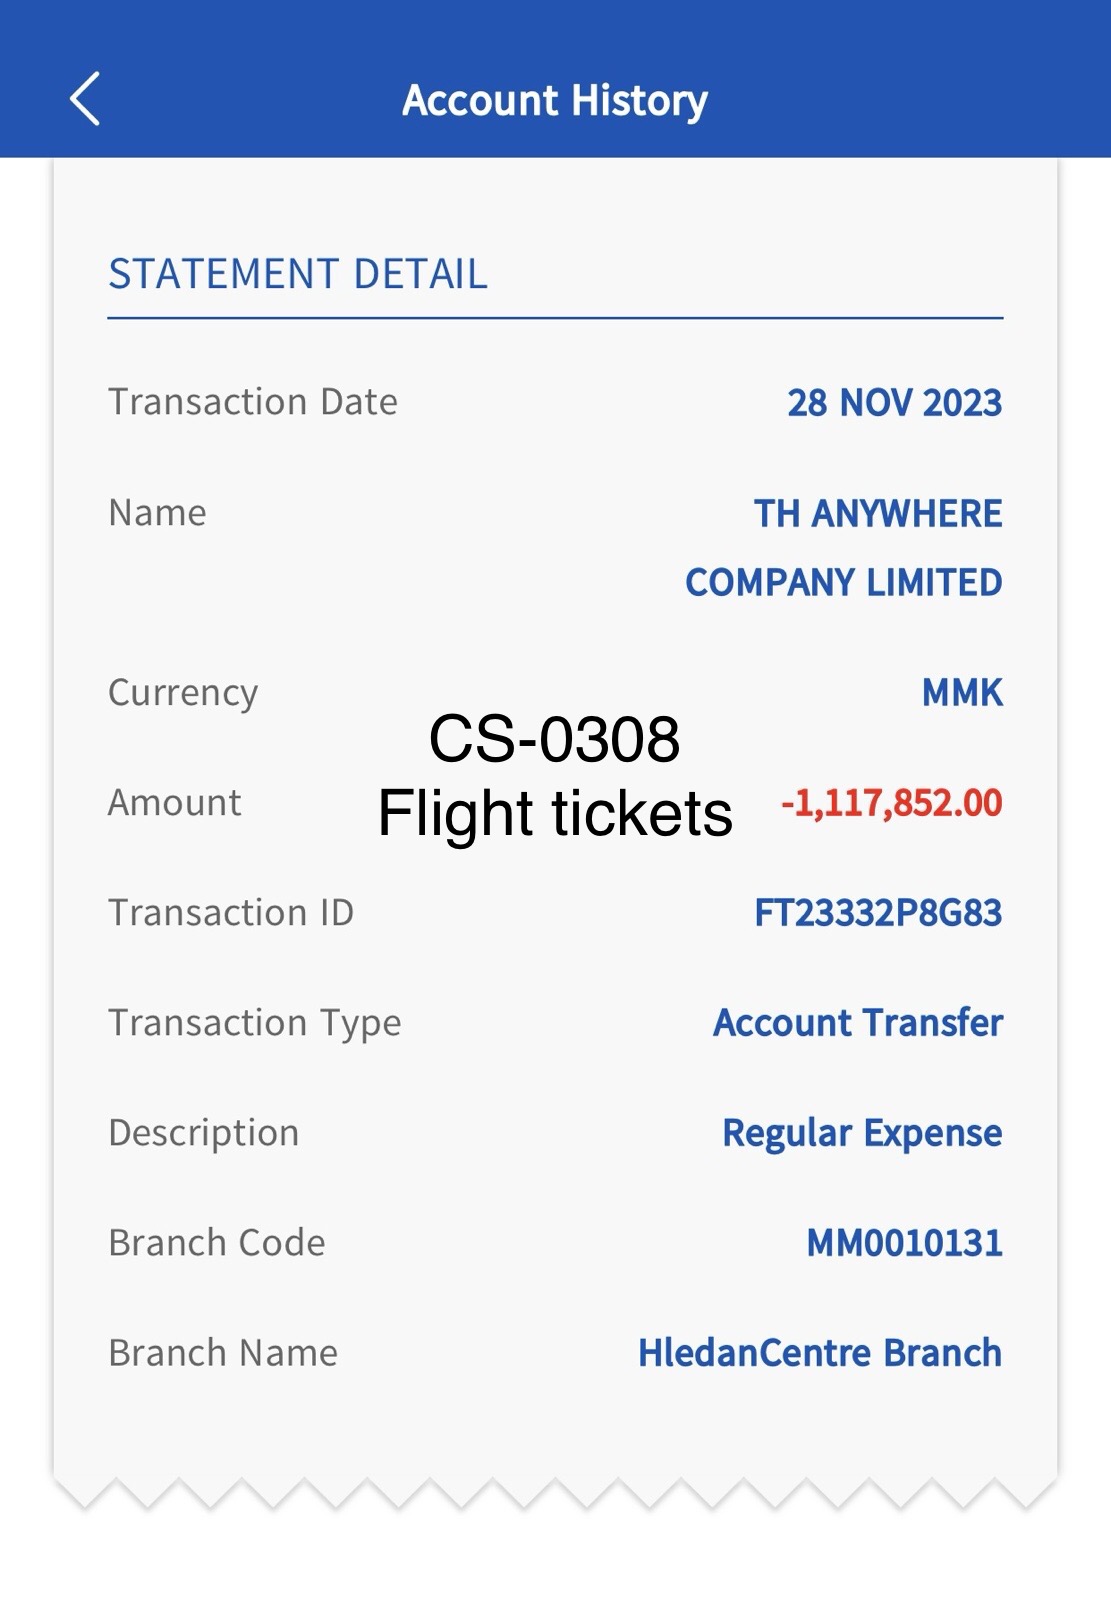 Account History
STATEMENT DETAIL
Transaction Date 28 NOV 2023
Name TH ANYWHERE
COMPANY LIMITED
Currency MMK
CS-0308
Amount -1,117,852.00
Flight tickets
Transaction ID FT23332P8G83
Transaction Type Account Transfer
Description Regular Expense
Branch Code MM0010131
Branch Name HledanCentre Branch